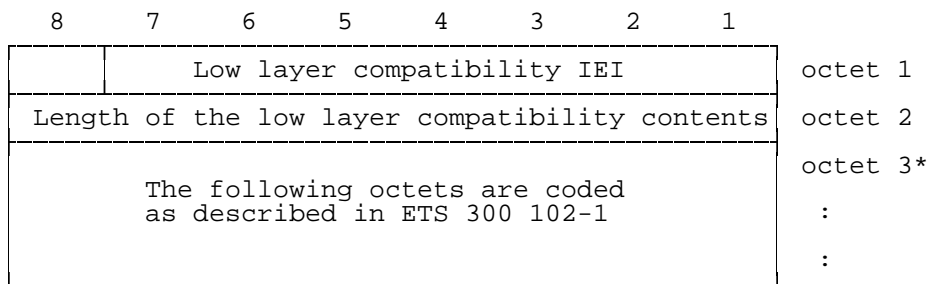 8 7 6 5 4 3 2 1
Low layer compatibility IEI octet 1
Length of the low layer compatibility contents octet 2
octet 3*
The following octets are coded
as described in ETS 300 102-1
:
: